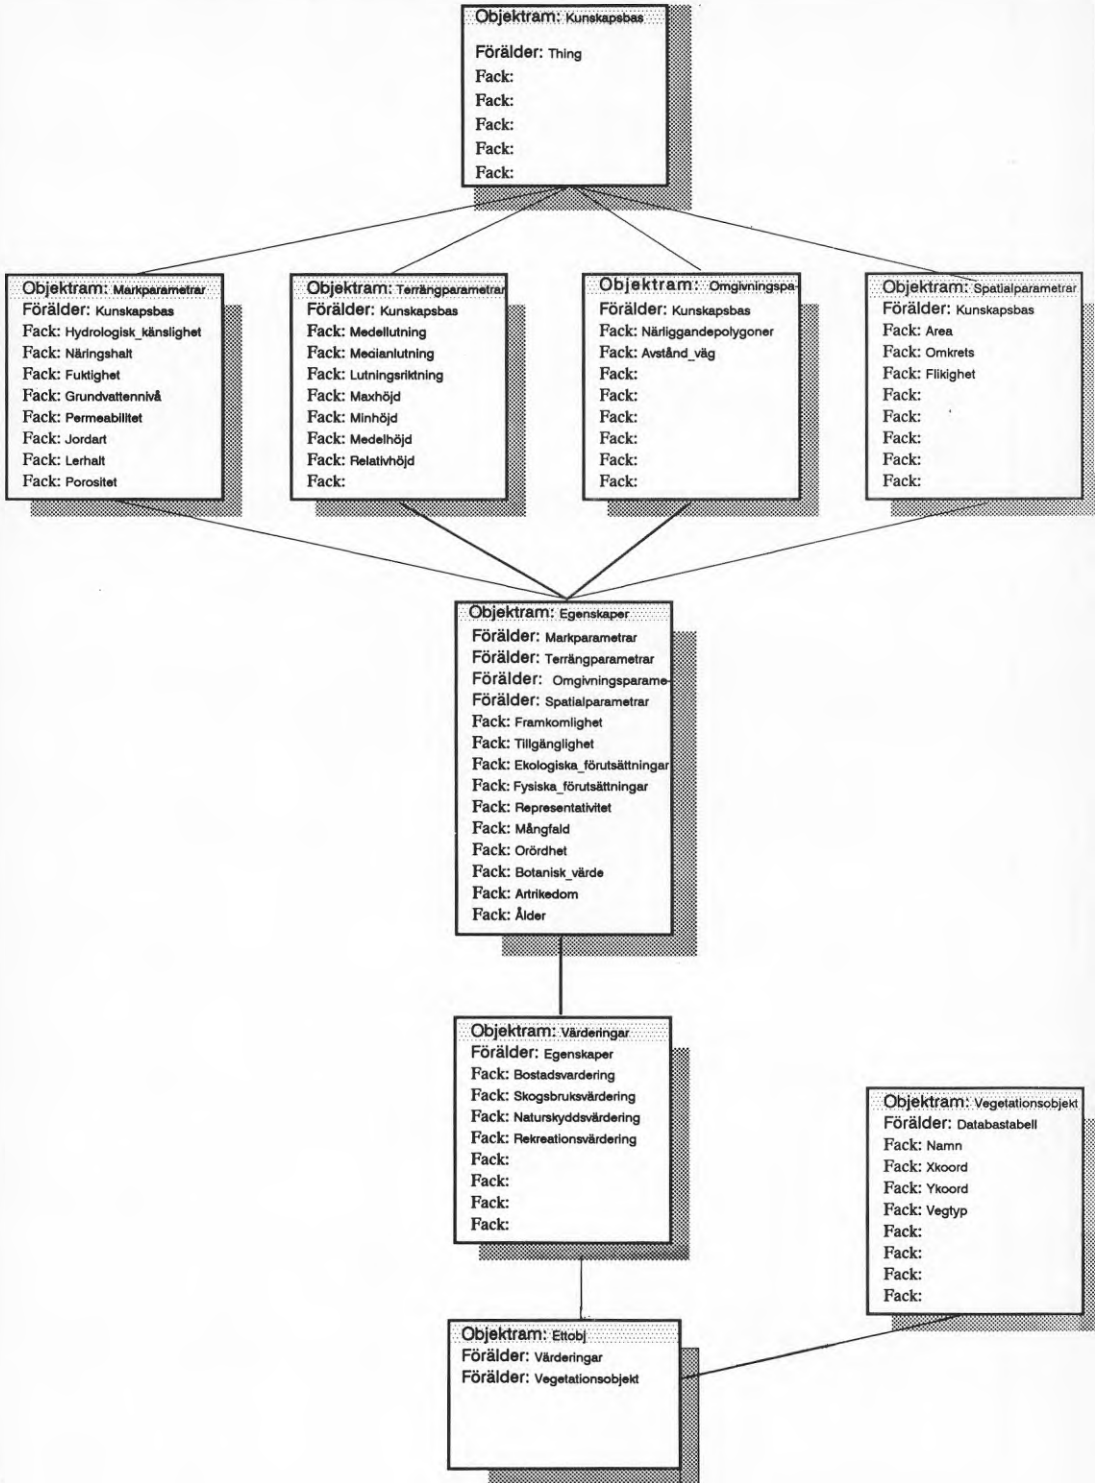 Objektram: Kunskapsbas
Förälder: Thing
Fack:
Fack:
Fack:
Fack:
Fack:
Objektram: Markparametrar
Förälder: Kunskapsbas
Fack: Hydrologisk_känslighet
Fack: Näringshalt
Fack: Fuktighet
Fack: Grundvattennivå
Fack: Permeabilitet
Fack: Jordart
Fack: Lerhalt
Fack: Porositet
Objektram: Terrängparametrar
Förälder: Kunskapsbas
Fack: Medellutning
Fack: Medianlutning
Fack: Lutningsriktning
Fack: Maxhöjd
Fack: Minhöjd
Fack: Medelhöjd
Fack: Relativhöjd
Fack:
Objektram: Omgivningspa-
Förälder: Kunskapsbas
Fack: Närliggandepolygoner
Fack: Avstånd_väg
Fack:
Fack:
Fack:
Fack:
Fack:
Fack:
Objektram: Spatialparametrar
Förälder: Kunskapsbas
Fack: Area
Fack: Omkrets
Fack: Flikighet
Fack:
Fack:
Fack:
Fack:
Fack:
Objektram: Egenskaper
Förälder: Markparametrar
Förälder: Terrängparametrar
Förälder: Omgivningsparame-
Förälder: Spatialparametrar
Fack: Framkomlighet
Fack: Tillgänglighet
Fack: Ekologiska_förutsättningar
Fack: Fysiska_förutsättningar
Fack: Representativitet
Fack: Mångfald
Fack: Orördhet
Fack: Botanisk_värde
Fack: Artrikedom
Fack: Ålder
Objektram: Värderingar
Förälder: Egenskaper
Fack: Bostadsvardering
Fack: Skogsbruksvärdering
Fack: Naturskyddsvärdering
Fack: Rekreationsvärdering
Fack:
Fack:
Fack:
Fack:
Objektram: Vegetationsobjekt
Förälder: Databastabell
Fack: Namn
Fack: Xkoord
Fack: Ykoord
Fack: Vegtyp
Fack:
Fack:
Fack:
Fack:
Objektram: Ettobj
Förälder: Värderingar
Förälder: Vegetationsobjekt